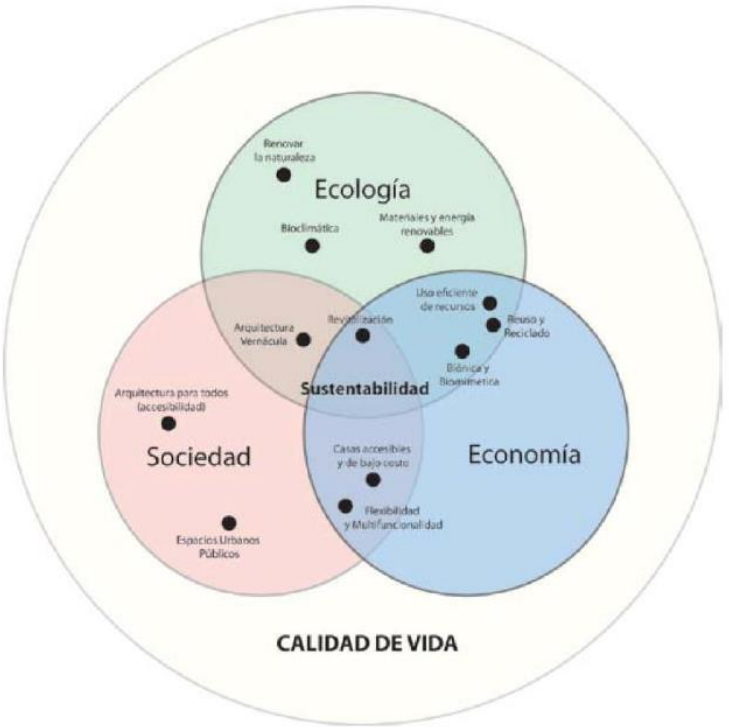 Renovar
la naturaleza
Ecología
Bioclimática
Materiales y energía
renovables
Uso eficiente
de recursos
Reuso y
Reciclado
Revitalización
Arquitectura
Vernácula
Biónica y
Biomimetica
Sustentabilidad
Arquitectura para todos
(accesibilidad)
Sociedad
Economía
Casas accesibles
y de bajo costo
Flexibilidad
y Multifuncionalidad
Espacios Urbanos
Públicos
CALIDAD DE VIDA